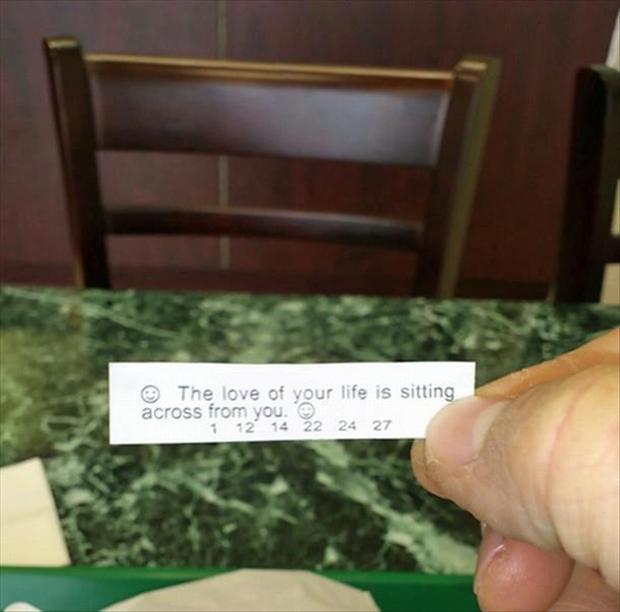 ☺ The love of your life is sitting
across from you. ☺
1 12 14 22 24 27